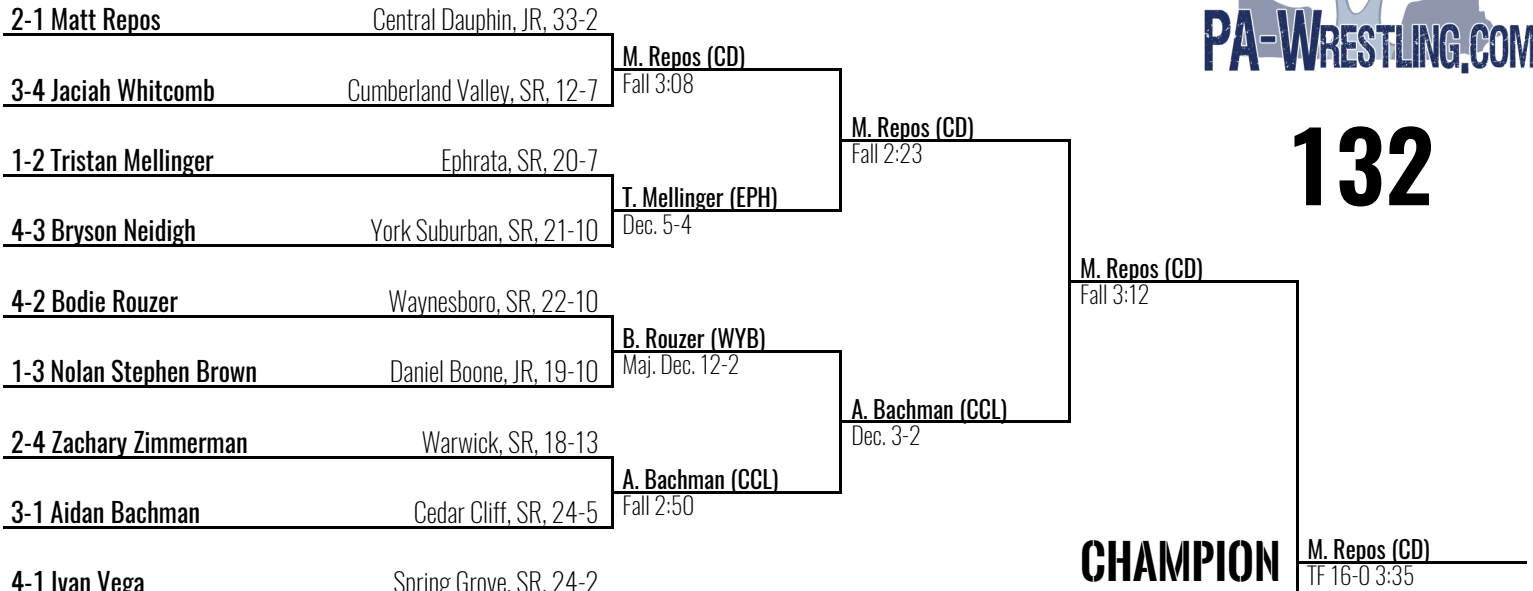 2-1 Matt Repos Central Dauphin, JR, 33-2
PA-WRESTLING.COM
M. Repos (CD)
Fall 3:08
3-4 Jaciah Whitcomb Cumberland Valley, SR, 12-7
M. Repos (CD)
Fall 2:23
132
1-2 Tristan Mellinger Ephrata, SR, 20-7
T. Mellinger (EPH)
Dec. 5-4
4-3 Bryson Neidigh York Suburban, SR, 21-10
M. Repos (CD)
Fall 3:12
4-2 Bodie Rouzer Waynesboro, SR, 22-10
B. Rouzer (WYB)
Maj. Dec. 12-2
1-3 Nolan Stephen Brown Daniel Boone, JR, 19-10
A. Bachman (CCL)
Dec. 3-2
2-4 Zachary Zimmerman Warwick, SR, 18-13
A. Bachman (CCL)
Fall 2:50
3-1 Aidan Bachman Cedar Cliff, SR, 24-5
CHAMPION
M. Repos (CD)
TF 16-0 3:35
4-1 Ivan Vega Spring Grove, SR, 24-2